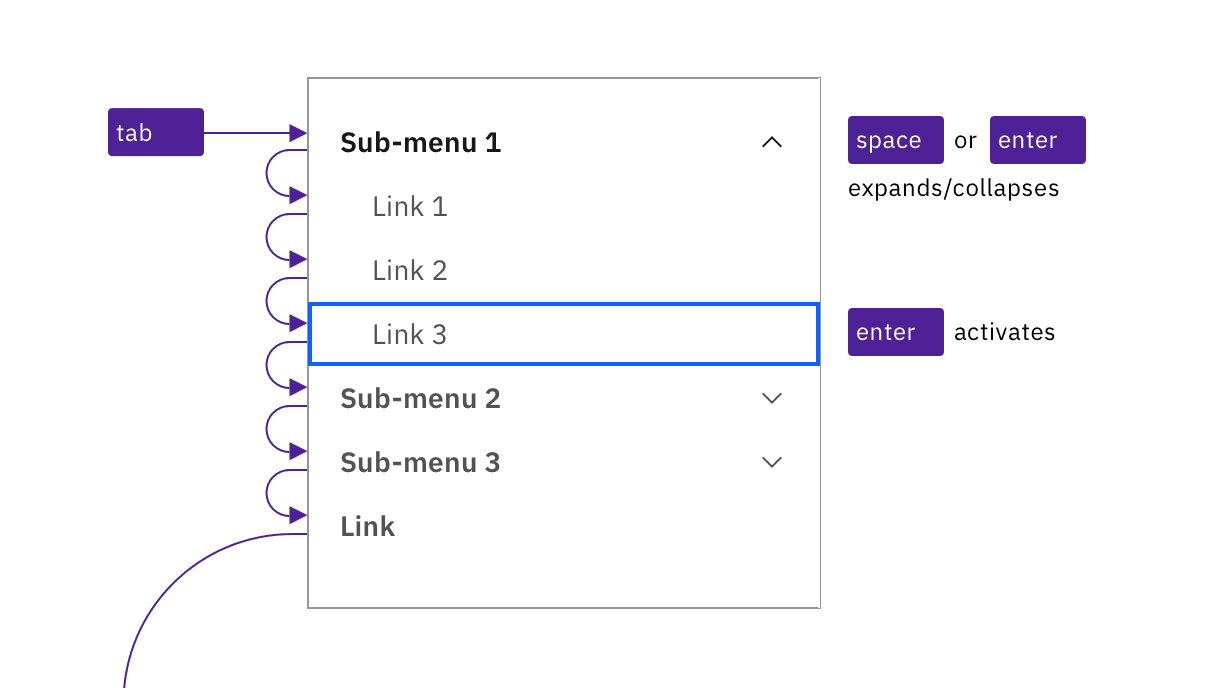 tab
Sub-menu 1
space or enter
expands/collapses
Link 1
Link 2
Link 3
enter activates
Sub-menu 2
Sub-menu 3
Link